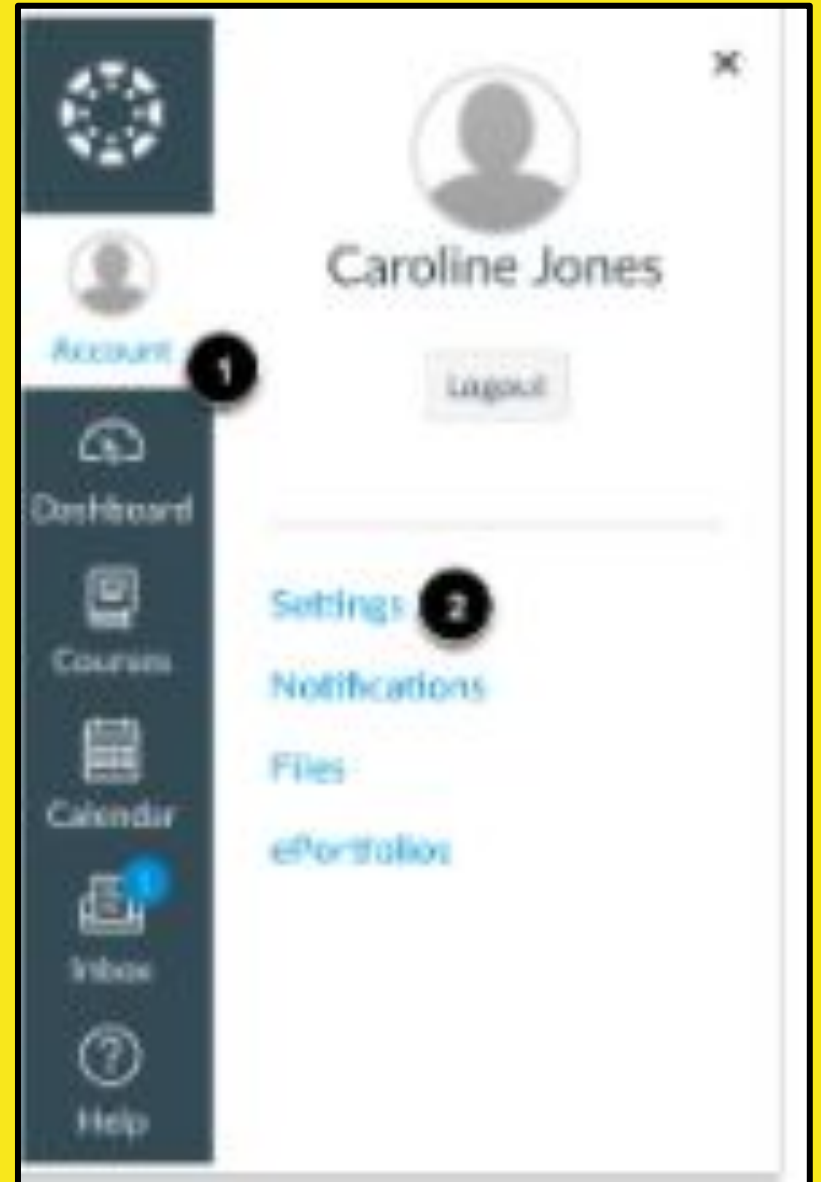 Caroline Jones
Account
1
Logout
Dashboard
Settings 2
Courses
Notifications
Files
Calendar
ePortfolios
1
Inbox
?
Help